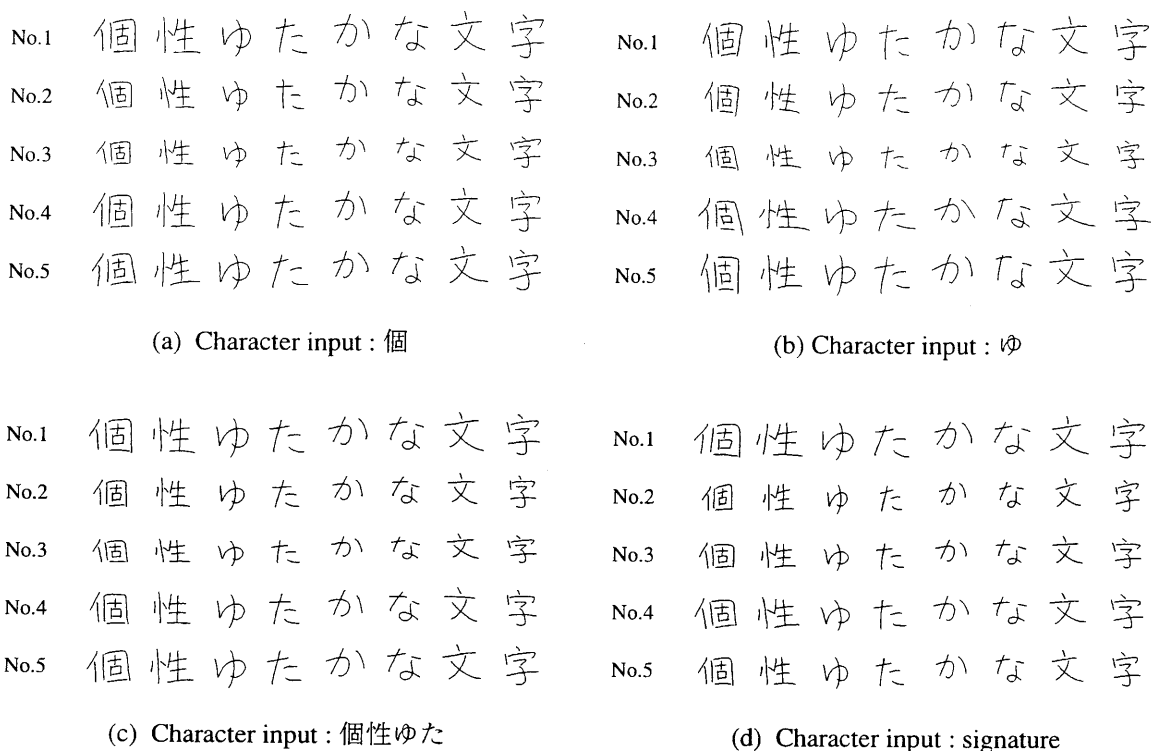 No.1 個性ゆたかな文字
No.2 個性ゆたかな文字
No.3 個性ゆたかな文字
No.4 個性ゆたかな文字
No.5 個性ゆたかな文字
(a) Character input : 個
No.1 個性ゆたかな文字
No.2 個性ゆたかな文字
No.3 個性ゆたかな文字
No.4 個性ゆたかな文字
No.5 個性ゆたかな文字
(b) Character input : ゆ
No.1 個性ゆたかな文字
No.2 個性ゆたかな文字
No.3 個性ゆたかな文字
No.4 個性ゆたかな文字
No.5 個性ゆたかな文字
(c) Character input : 個性ゆた
No.1 個性ゆたかな文字
No.2 個性ゆたかな文字
No.3 個性ゆたかな文字
No.4 個性ゆたかな文字
No.5 個性ゆたかな文字
(d) Character input : signature